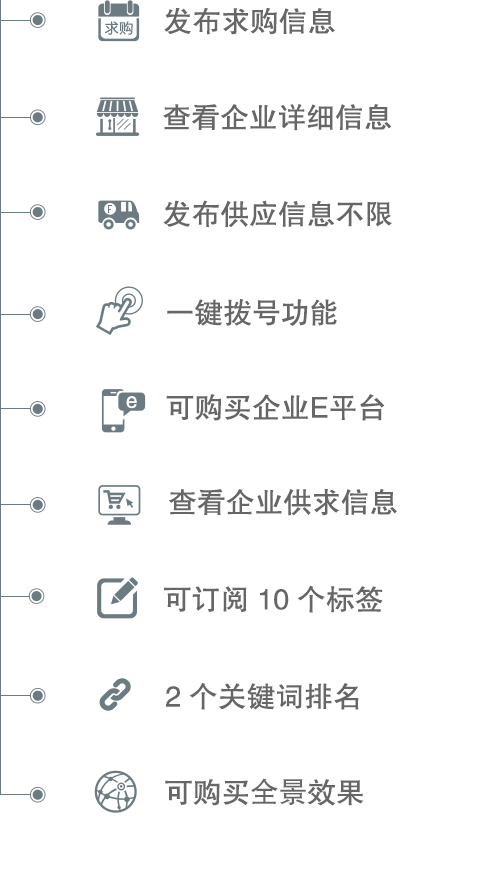 求购
发布求购信息
查看企业详细信息
F
发布供应信息不限
一键拨号功能
e
可购买企业E平台
查看企业供求信息
可订阅 10 个标签
2 个关键词排名
可购买全景效果